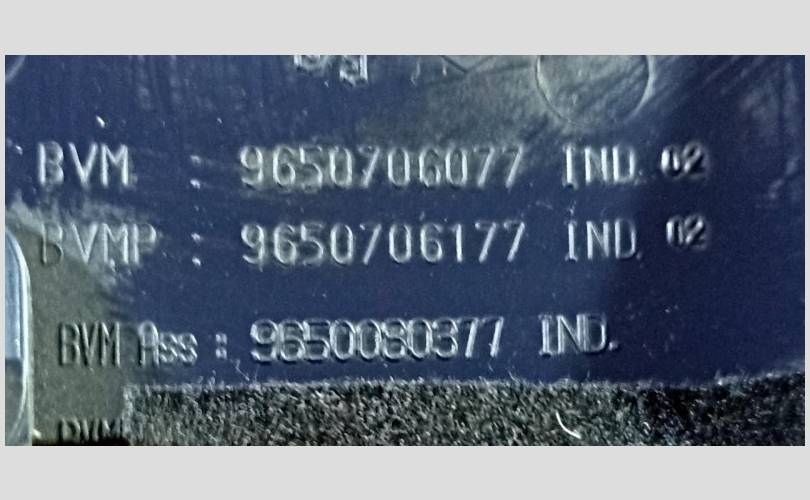 BVM : 9650706077 IND. 02
BVMP : 9650706177 IND 02
BVM Ass : 9650080377 IND.